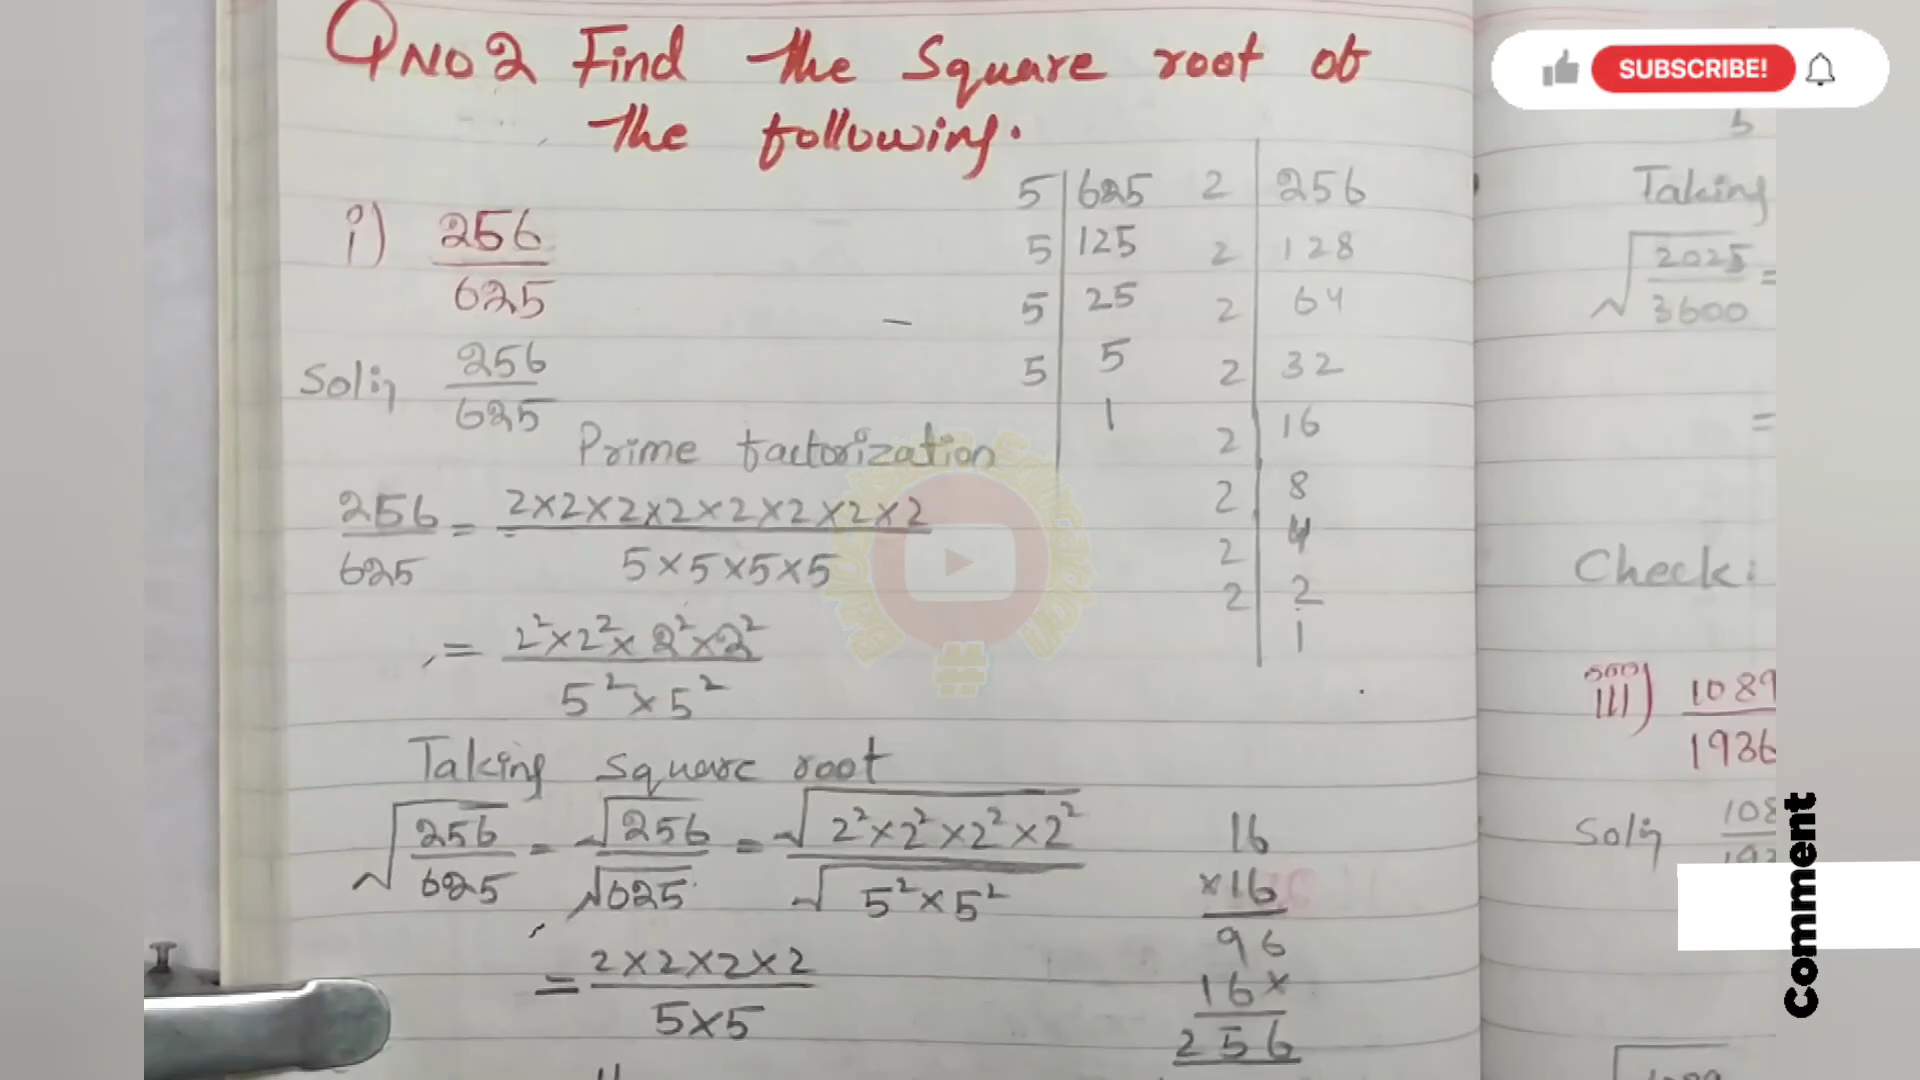 QNO2 Find the Square root of
the following.
i) 256
625
Sol:, 256
625
Prime factorization
256 = 2×2×2×2×2×2×2×2
625 5×5×5×5
= 2²×2²×2²×2²
5²×5²
Taking square root
√256/625 = √256/√625 = √2²×2²×2²×2²/√5²×5²
= 2×2×2×2
5×5
5 | 625
5 | 125
5 | 25
5 | 5
1
2 | 256
2 | 128
2 | 64
2 | 32
2 | 16
2 | 8
2 | 4
2 | 2
1
16
×16
96
16×
256
SUBSCRIBE!
5
Taking
√2025/3600 =
=
Check:
iii) 1089
1936
Sol:,
Comment